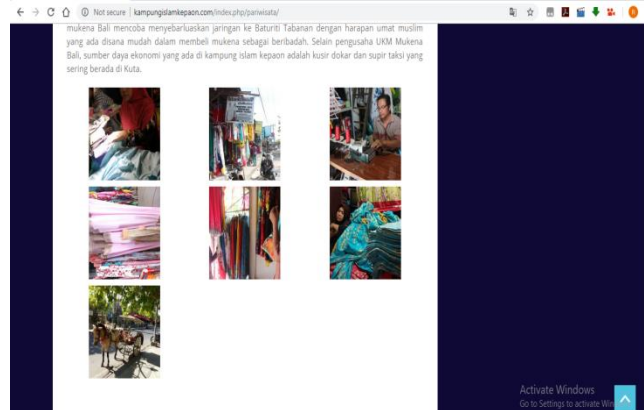 Not secure | kampungislamkepaon.com/index.php/pariwisata/
mukena Bali mencoba menyebarluaskan jaringan ke Baturiti Tabanan dengan harapan umat muslim
yang ada disana mudah dalam membeli mukena sebagai beribadah. Selain pengusaha UKM Mukena
Bali, sumber daya ekonomi yang ada di kampung islam kepaon adalah kusir dokar dan supir taksi yang
sering berada di Kuta.
Activate Windows
Go to Settings to activate Win